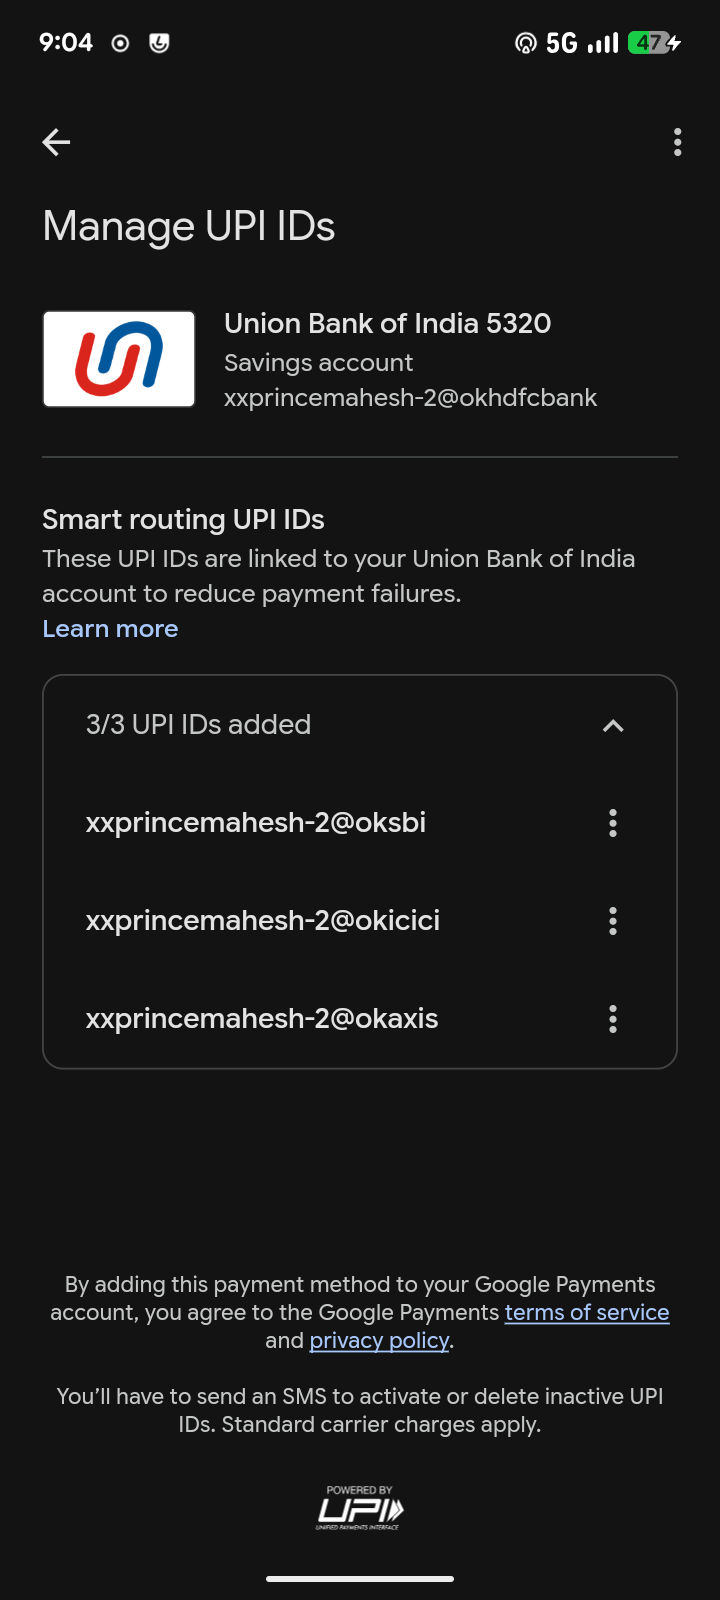 9:04
5G
47
Manage UPI IDs
Union Bank of India 5320
Savings account
xxprincemahesh-2@okhdfcbank
Smart routing UPI IDs
These UPI IDs are linked to your Union Bank of India
account to reduce payment failures.
Learn more
3/3 UPI IDs added
xxprincemahesh-2@oksbi
xxprincemahesh-2@okicici
xxprincemahesh-2@okaxis
By adding this payment method to your Google Payments
account, you agree to the Google Payments terms of service
and privacy policy.
You’ll have to send an SMS to activate or delete inactive UPI
IDs. Standard carrier charges apply.
POWERED BY
UPI
UNIFIED PAYMENTS INTERFACE